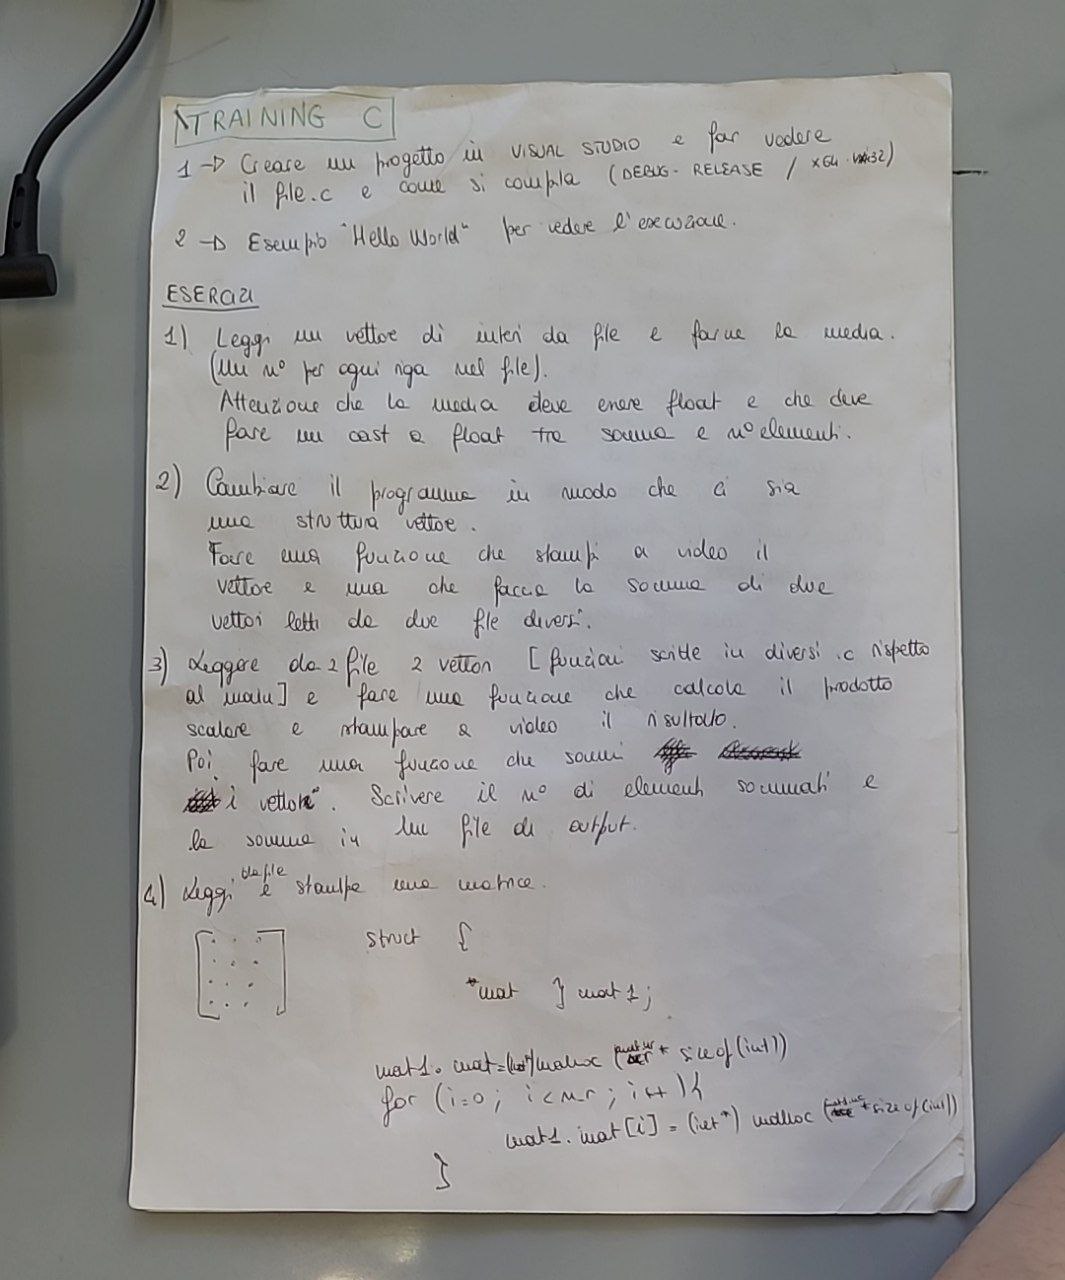 TRAINING C
1 → Creare un progetto in VISUAL STUDIO e far vedere
il file.c e come si compila (DEBUG - RELEASE / X64 - Win32)
2 → Esempio "Hello World" per vedere l'esecuzione.
ESERCIZI
1) Leggi un vettore di interi da file e farne la media.
(Un n° per ogni riga nel file).
Attenzione che la media deve essere float e che deve
fare un cast a float tra somma e n° elementi.
2) Cambiare il programma in modo che ci sia
una struttura vettore.
Fare una funzione che stampi a video il
vettore e una che faccia la somma di due
vettori letti da due file diversi.
3) Leggere da 2 file 2 vettori [funzioni scritte in diversi .c rispetto
al main] e fare una funzione che calcola il prodotto
scalare e stampare a video il risultato.
Poi fare una funzione che sommi
i vettori. Scrivere il n° di elementi sommati e
la somma in un file di output.
4) Leggi da file e stampa una matrice.
struct {
*mat } mat1;
mat1.mat=(int*)malloc ( * sizeof(int))
for (i=0; i<n_r; i++){
mat1.mat[i] = (int*) malloc ( * sizeof(int))
}